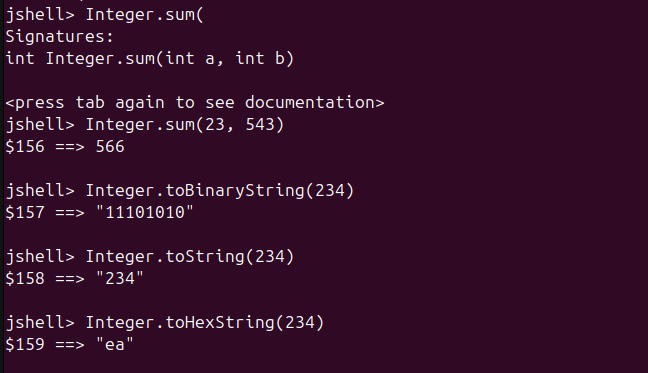 jshell> Integer.sum(
Signatures:
int Integer.sum(int a, int b)
<press tab again to see documentation>
jshell> Integer.sum(23, 543)
$156 ==> 566
jshell> Integer.toBinaryString(234)
$157 ==> "11101010"
jshell> Integer.toString(234)
$158 ==> "234"
jshell> Integer.toHexString(234)
$159 ==> "ea"